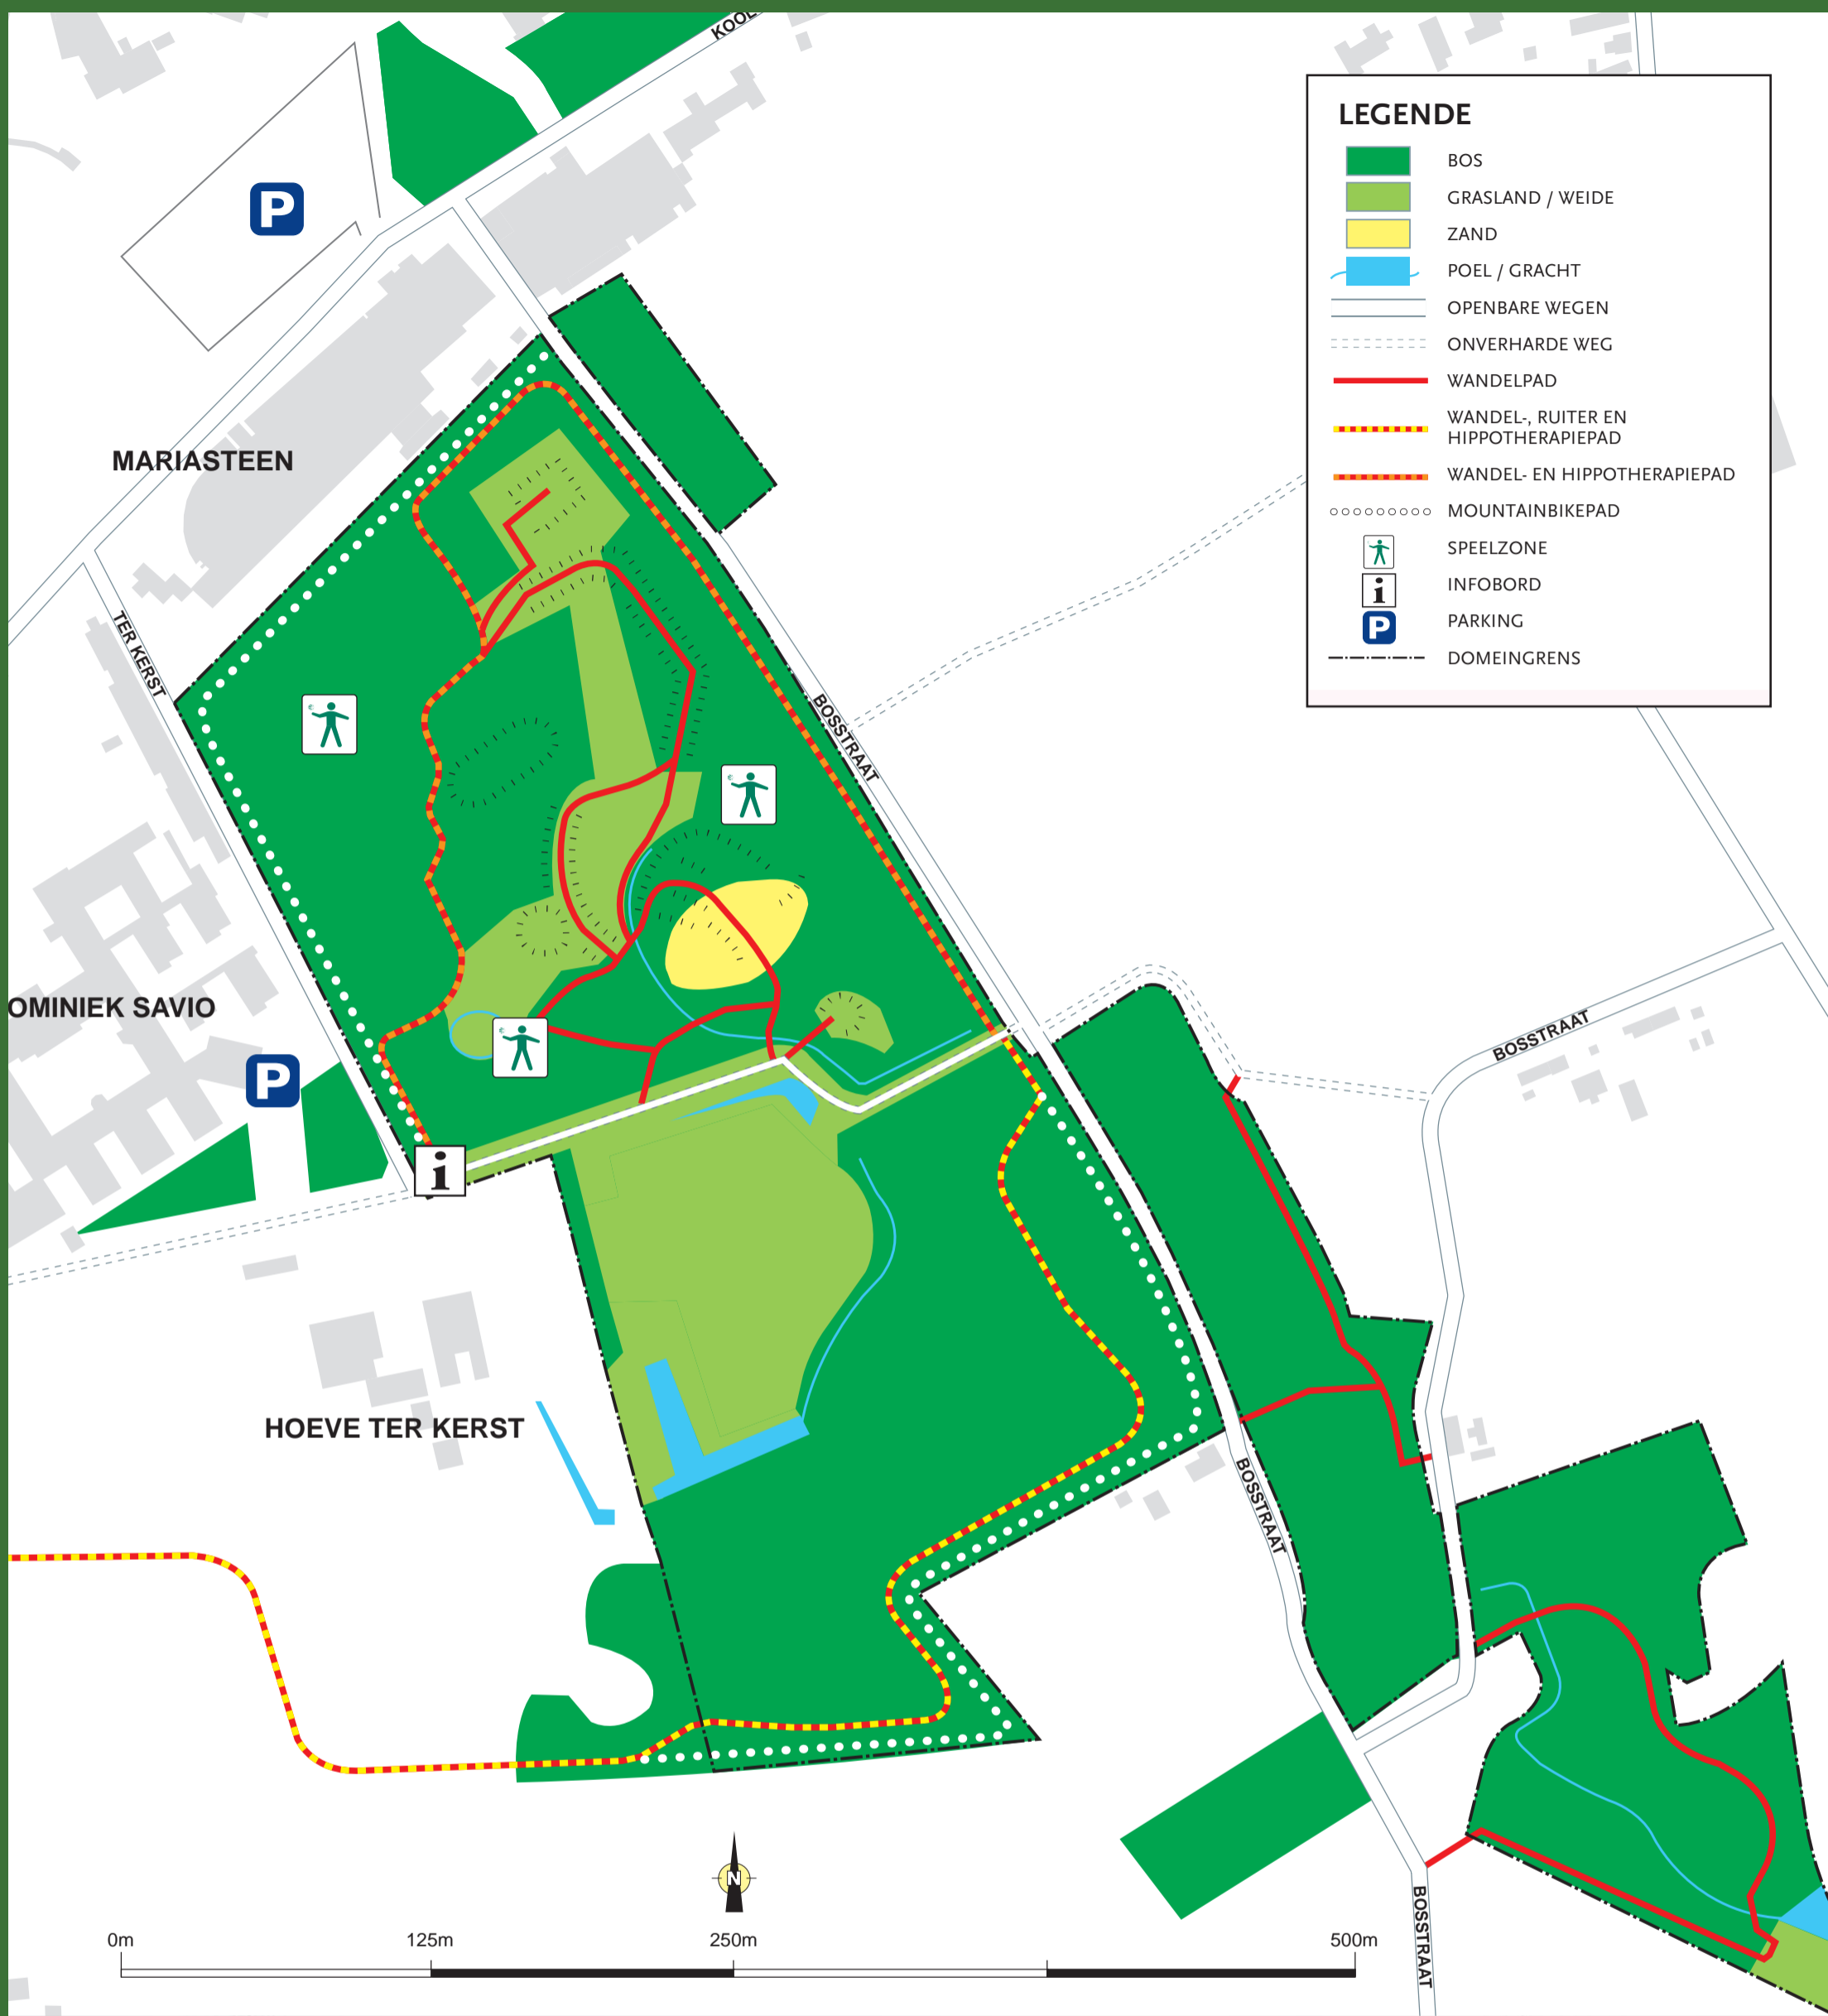 KOOL
P
LEGENDE
BOS
GRASLAND / WEIDE
ZAND
POEL / GRACHT
OPENBARE WEGEN
ONVERHARDE WEG
WANDELPAD
WANDEL-, RUITER EN
HIPPOTHERAPIEPAD
WANDEL- EN HIPPOTHERAPIEPAD
MOUNTAINBIKEPAD
SPEELZONE
i INFOBORD
P PARKING
DOMEINGRENS
MARIASTEEN
TER KERST
BOSSTRAAT
OMINIEK SAVIO
BOSSTRAAT
P
i
HOEVE TER KERST
BOSSTRAAT
N
BOSSTRAAT
0m 125m 250m 500m